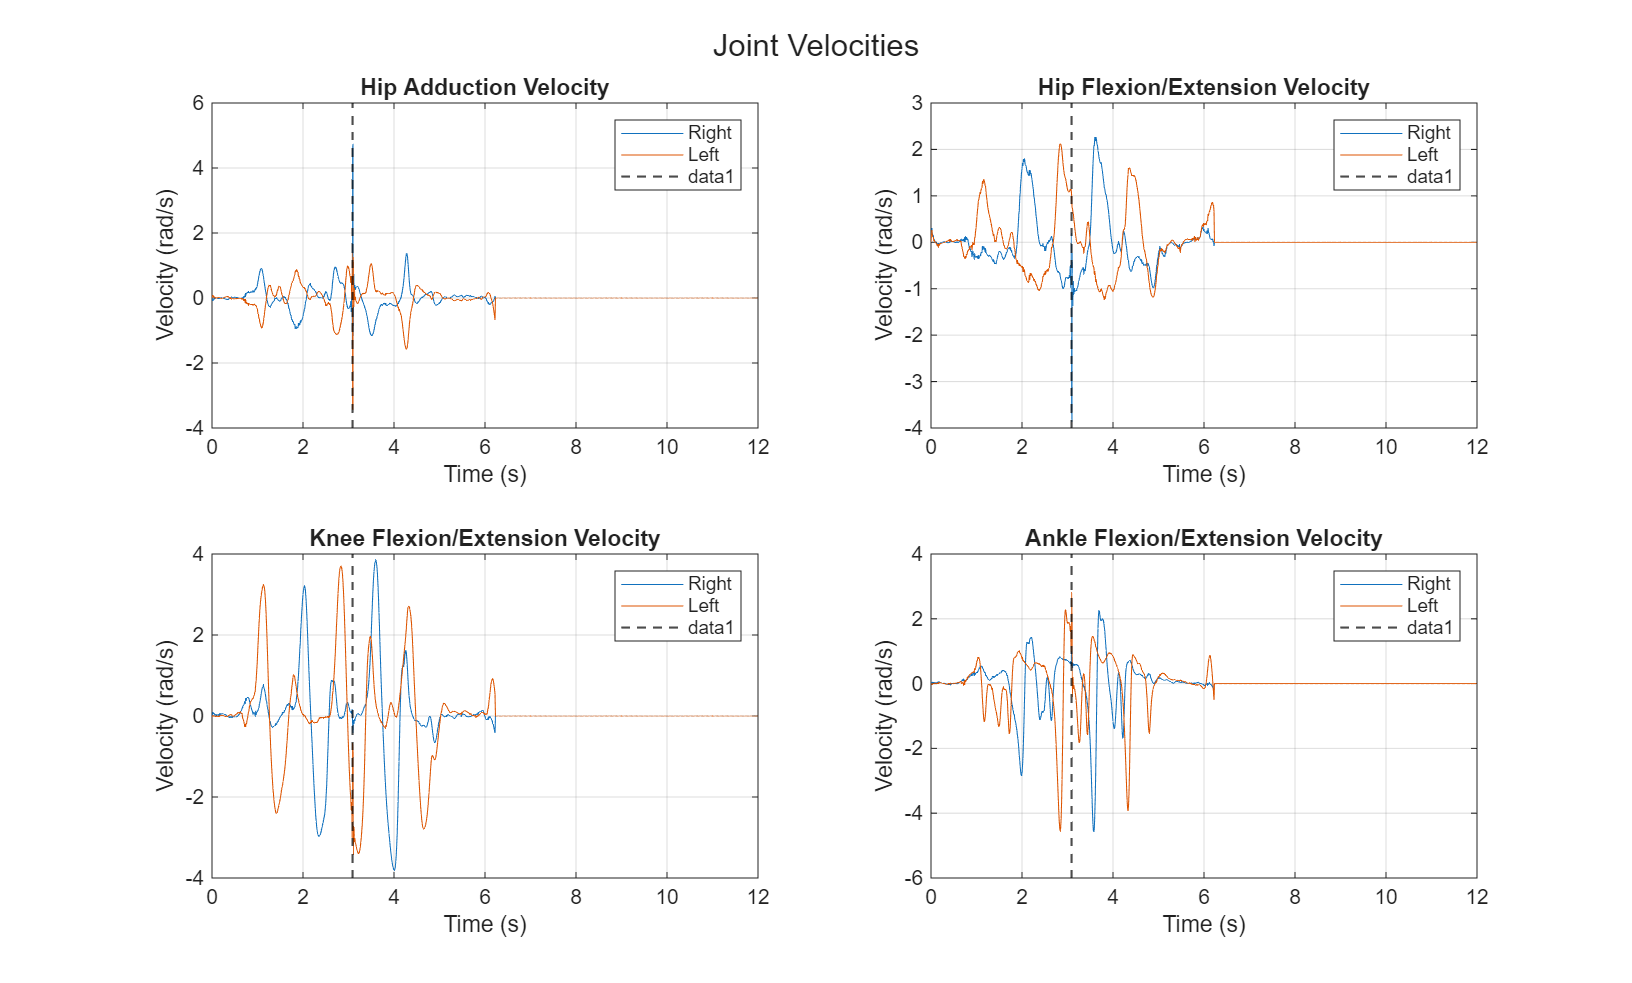 Joint Velocities
Hip Adduction Velocity
6
4
2
0
-2
-4
Velocity (rad/s)
0 2 4 6 8 10 12
Time (s)
Right
Left
data1
Hip Flexion/Extension Velocity
3
2
1
0
-1
-2
-3
-4
Velocity (rad/s)
0 2 4 6 8 10 12
Time (s)
Right
Left
data1
Knee Flexion/Extension Velocity
4
2
0
-2
-4
Velocity (rad/s)
0 2 4 6 8 10 12
Time (s)
Right
Left
data1
Ankle Flexion/Extension Velocity
4
2
0
-2
-4
-6
Velocity (rad/s)
0 2 4 6 8 10 12
Time (s)
Right
Left
data1